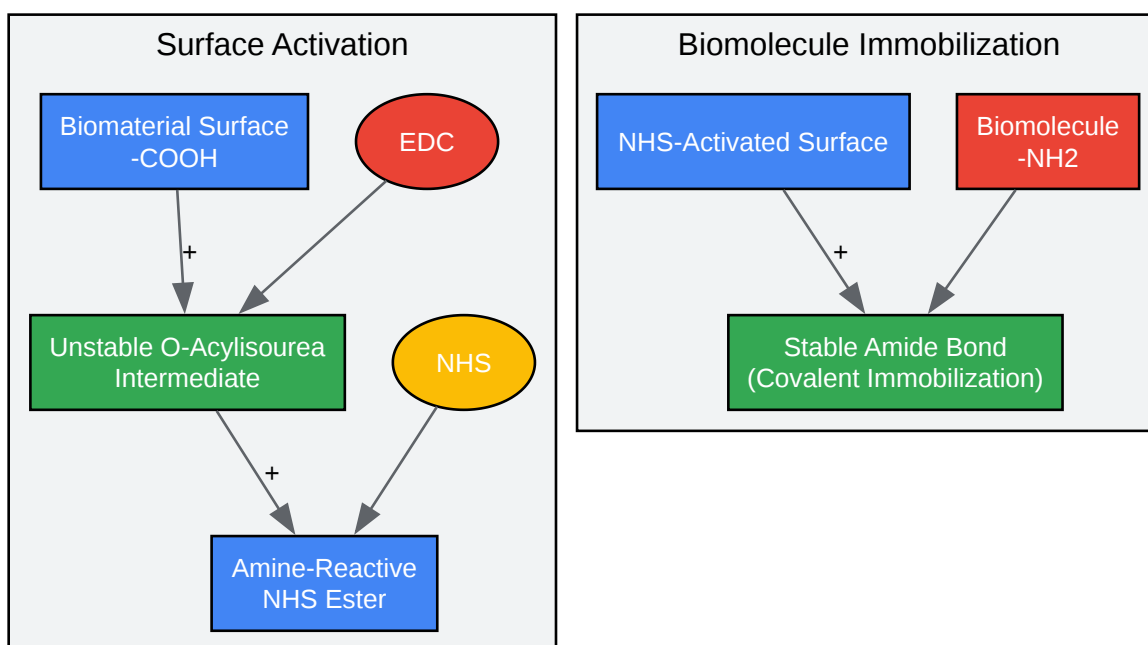 Surface Activation
Biomaterial Surface
-COOH
EDC
+
Unstable O-Acylisourea
Intermediate
NHS
+
Amine-Reactive
NHS Ester
Biomolecule Immobilization
NHS-Activated Surface
Biomolecule
-NH2
+
Stable Amide Bond
(Covalent Immobilization)